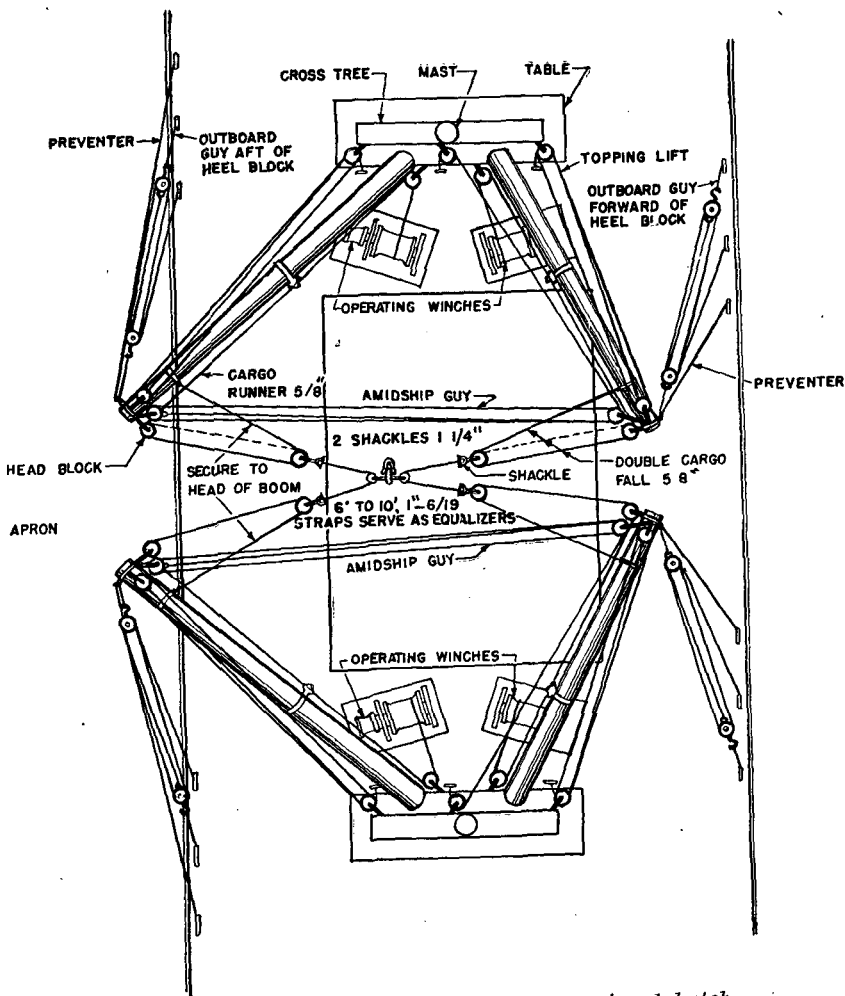 CROSS TREE
MAST
TABLE
PREVENTER
OUTBOARD
GUY AFT OF
HEEL BLOCK
TOPPING LIFT
OUTBOARD GUY
FORWARD OF
HEEL BLOCK
OPERATING WINCHES
CARGO
RUNNER 5/8"
AMIDSHIP GUY
PREVENTER
2 SHACKLES 1 1/4"
HEAD BLOCK
SECURE TO
HEAD OF BOOM
SHACKLE
DOUBLE CARGO
FALL 5 8"
6' TO 10', 1"-6/19
STRAPS SERVE AS EQUALIZERS
APRON
AMIDSHIP GUY
OPERATING WINCHES